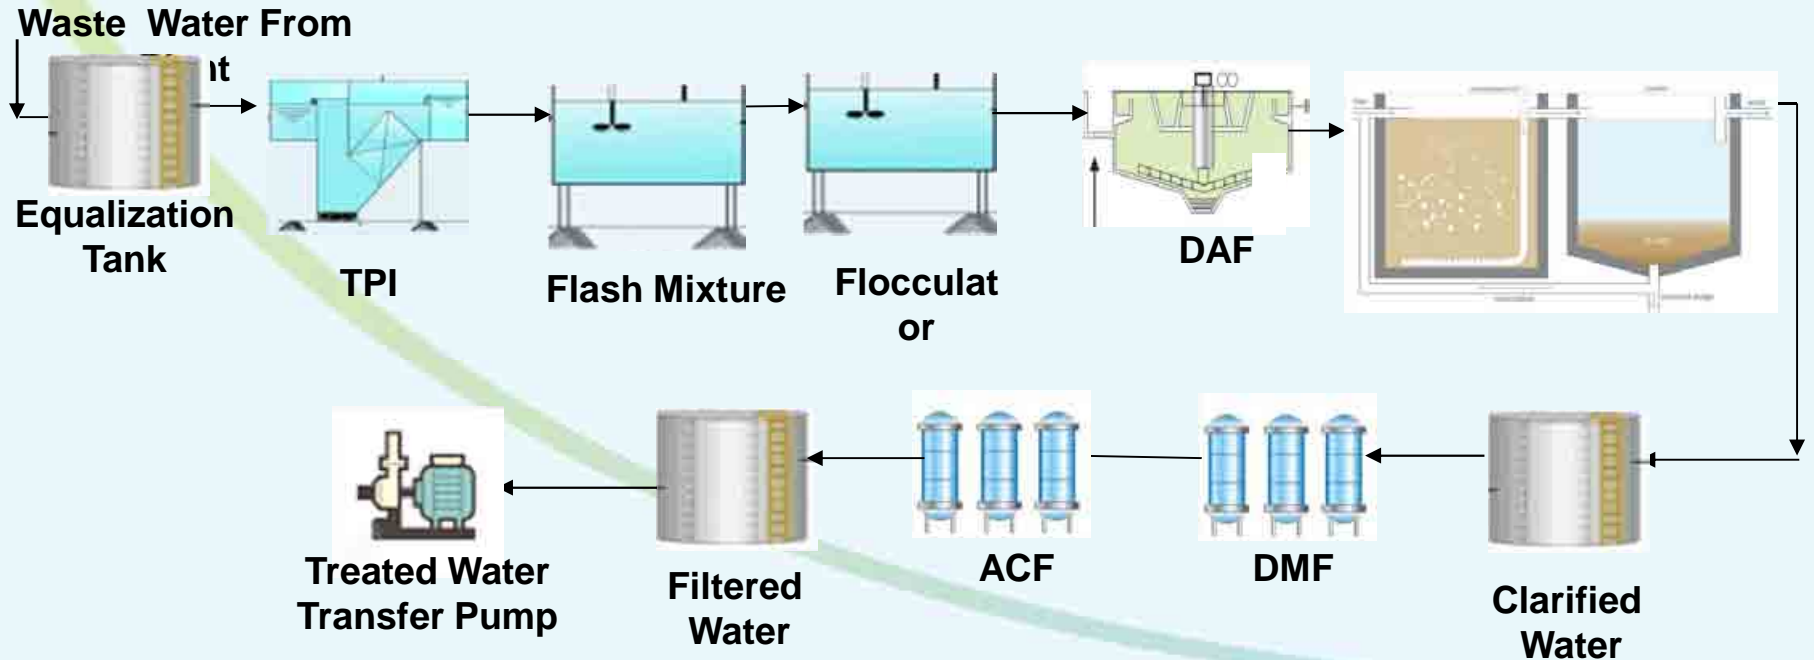 Waste Water From
nt
Equalization
Tank
TPI
Flash Mixture
Flocculat
or
DAF
Treated Water
Transfer Pump
Filtered
Water
ACF
DMF
Clarified
Water